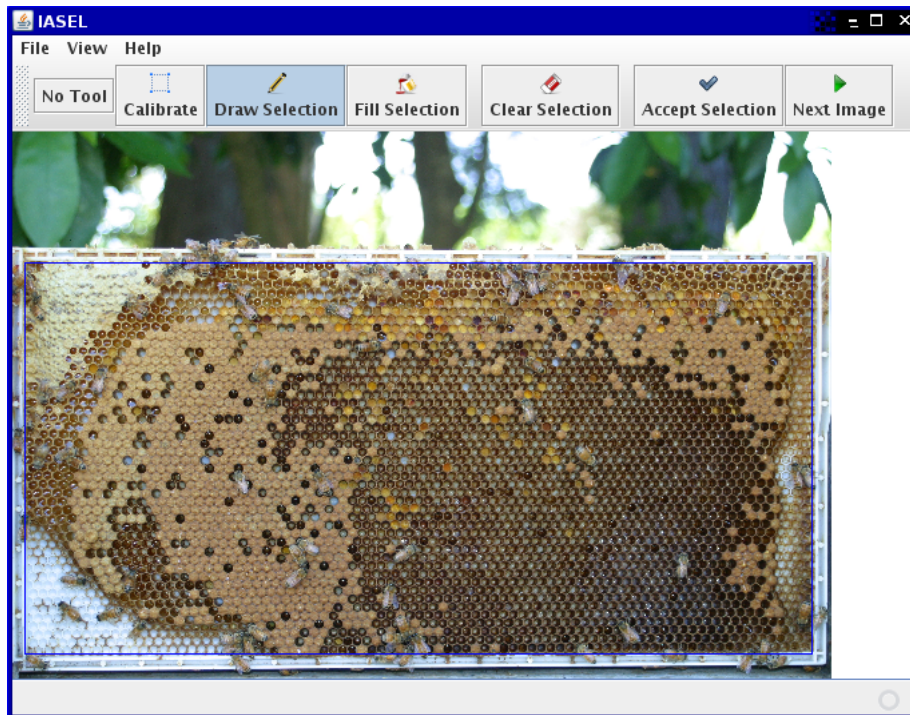 IASEL
File View Help
No Tool Calibrate Draw Selection Fill Selection Clear Selection Accept Selection Next Image